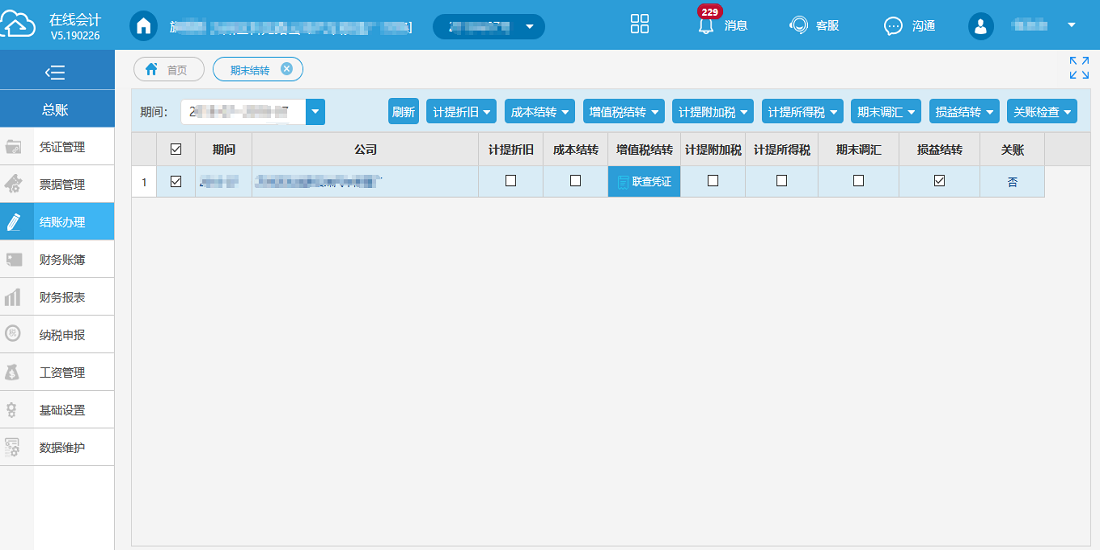 在线会计
V5.190226
229
消息
客服
沟通
总账
凭证管理
票据管理
结账办理
财务账簿
财务报表
纳税申报
工资管理
基础设置
数据维护
首页 期末结转
期间: 刷新 计提折旧 成本结转 增值税结转 计提附加税 计提所得税 期末调汇 损益结转 关账检查
期间 公司 计提折旧 成本结转 增值税结转 计提附加税 计提所得税 期末调汇 损益结转 关账
1 联查凭证 否